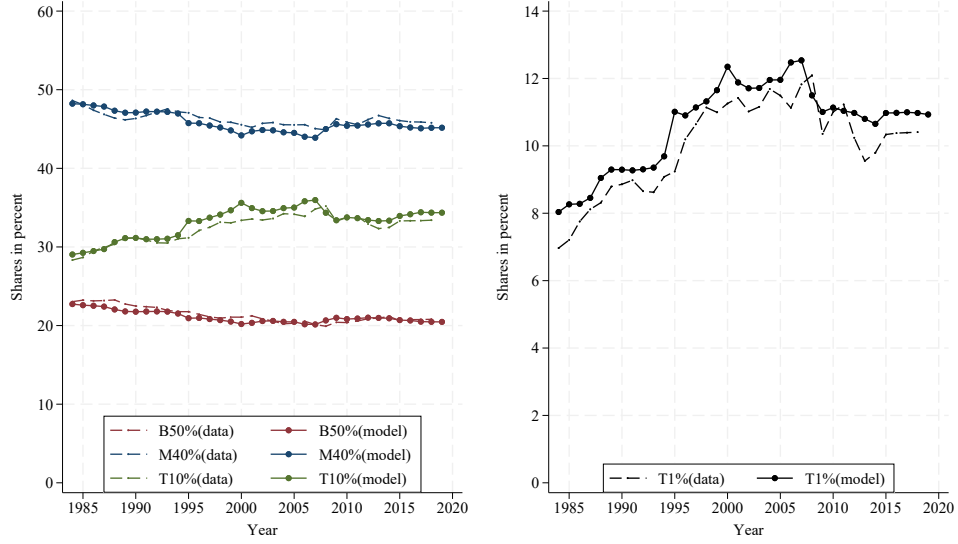 60
50
40
30
20
10
0
Shares in percent
1985 1990 1995 2000 2005 2010 2015 2020
Year
B50%(data) B50%(model)
M40%(data) M40%(model)
T10%(data) T10%(model)
14
12
10
8
6
4
2
0
Shares in percent
1985 1990 1995 2000 2005 2010 2015 2020
Year
T1%(data) T1%(model)